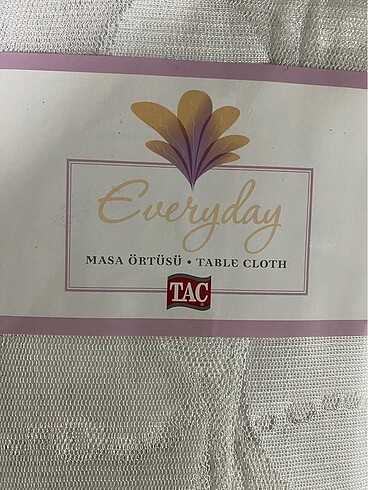 Everyday
MASA ÖRTÜSÜ • TABLE CLOTH
TAC